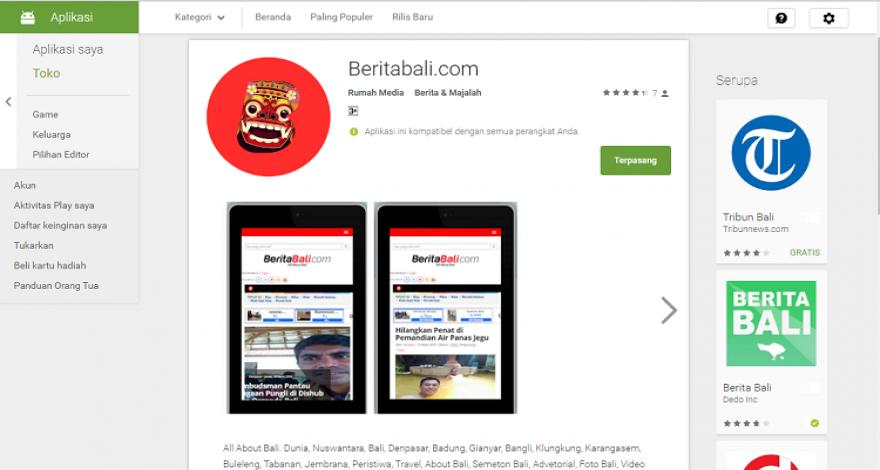 Aplikasi
Kategori
Beranda
Paling Populer
Rilis Baru
Aplikasi saya
Toko
Game
Keluarga
Pilihan Editor
Akun
Aktivitas Play saya
Daftar keinginan saya
Tukarkan
Beli kartu hadiah
Panduan Orang Tua
Beritabali.com
Rumah Media Berita & Majalah
7
3+
Aplikasi ini kompatibel dengan semua perangkat Anda.
Terpasang
BeritaBali.com
BeritaBali.com
Hilangkan Penat di
Pemandian Air Panas Jegu
mbudsman Pantau
gaan Pungli di Dishub
All About Bali. Dunia, Nuswantara, Bali, Denpasar, Badung, Gianyar, Bangli, Klungkung, Karangasem,
Buleleng, Tabanan, Jembrana, Peristiwa, Travel, About Bali, Semeton Bali, Advetorial, Foto Bali, Video
Serupa
Tribun Bali
Tribunnews.com
GRATIS
BERITA
BALI
Berita Bali
Dedo Inc